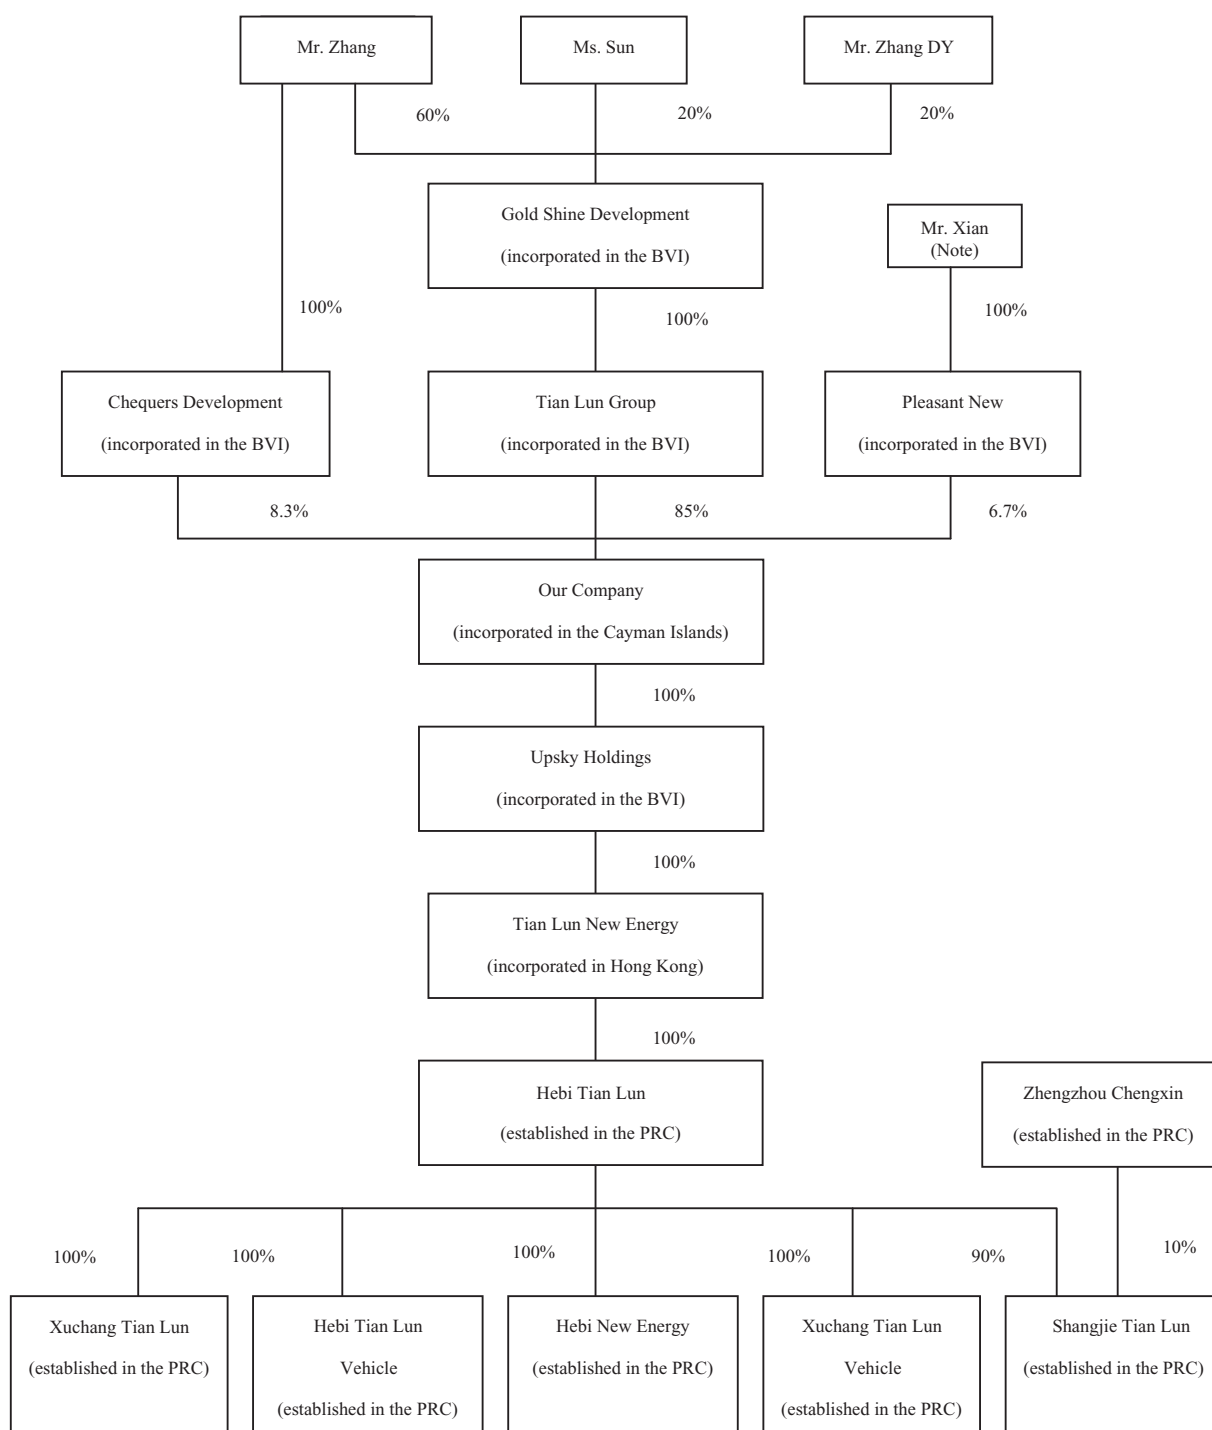 Mr. Zhang
Ms. Sun
Mr. Zhang DY
60%
20%
20%
Gold Shine Development
(incorporated in the BVI)
Mr. Xian
(Note)
100%
100%
100%
Chequers Development
(incorporated in the BVI)
Tian Lun Group
(incorporated in the BVI)
Pleasant New
(incorporated in the BVI)
8.3%
85%
6.7%
Our Company
(incorporated in the Cayman Islands)
100%
Upsky Holdings
(incorporated in the BVI)
100%
Tian Lun New Energy
(incorporated in Hong Kong)
100%
Hebi Tian Lun
(established in the PRC)
Zhengzhou Chengxin
(established in the PRC)
100%
100%
100%
100%
90%
10%
Xuchang Tian Lun
(established in the PRC)
Hebi Tian Lun
Vehicle
(established in the PRC)
Hebi New Energy
(established in the PRC)
Xuchang Tian Lun
Vehicle
(established in the PRC)
Shangjie Tian Lun
(established in the PRC)